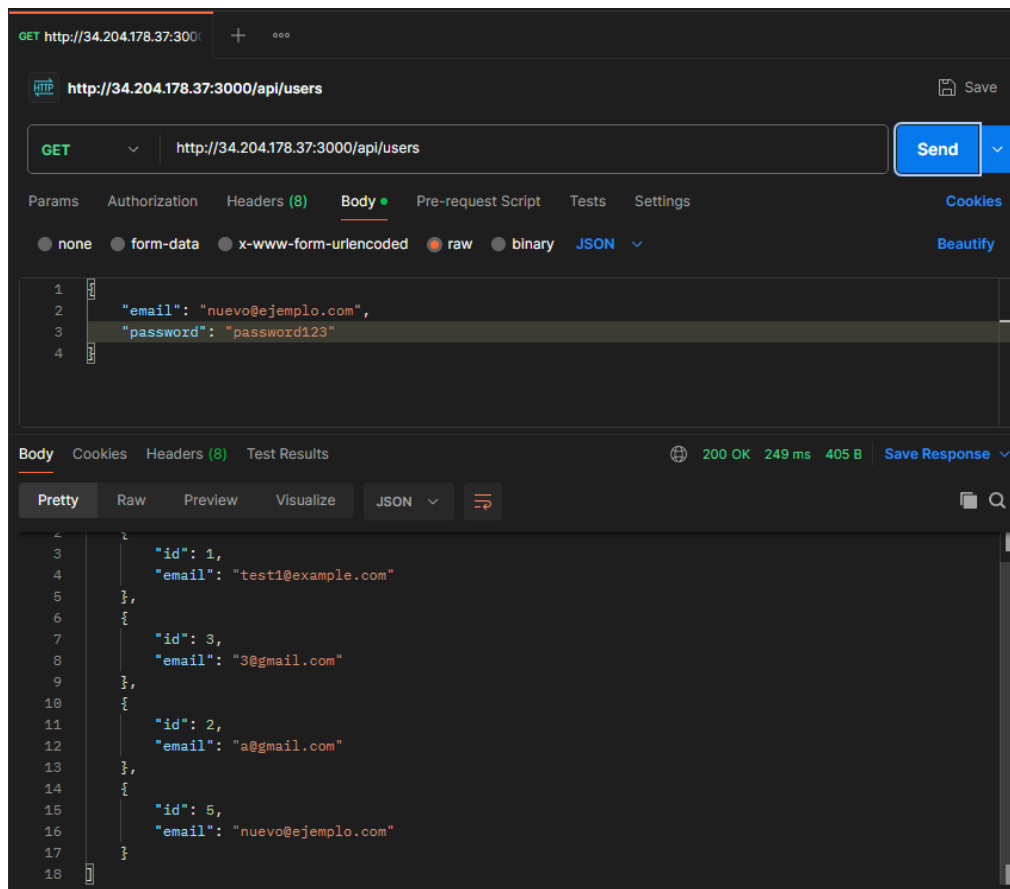 GET http://34.204.178.37:300
http://34.204.178.37:3000/api/users
Save
GET http://34.204.178.37:3000/api/users
Send
Params Authorization Headers (8) Body Pre-request Script Tests Settings Cookies
none form-data x-www-form-urlencoded raw binary JSON Beautify
1 {
2 "email": "nuevo@ejemplo.com",
3 "password": "password123"
4 }
Body Cookies Headers (8) Test Results 200 OK 249 ms 405 B Save Response
Pretty Raw Preview Visualize JSON
2 {
3 "id": 1,
4 "email": "test1@example.com"
5 },
6 {
7 "id": 3,
8 "email": "3@gmail.com"
9 },
10 {
11 "id": 2,
12 "email": "a@gmail.com"
13 },
14 {
15 "id": 5,
16 "email": "nuevo@ejemplo.com"
17 }
18 ]